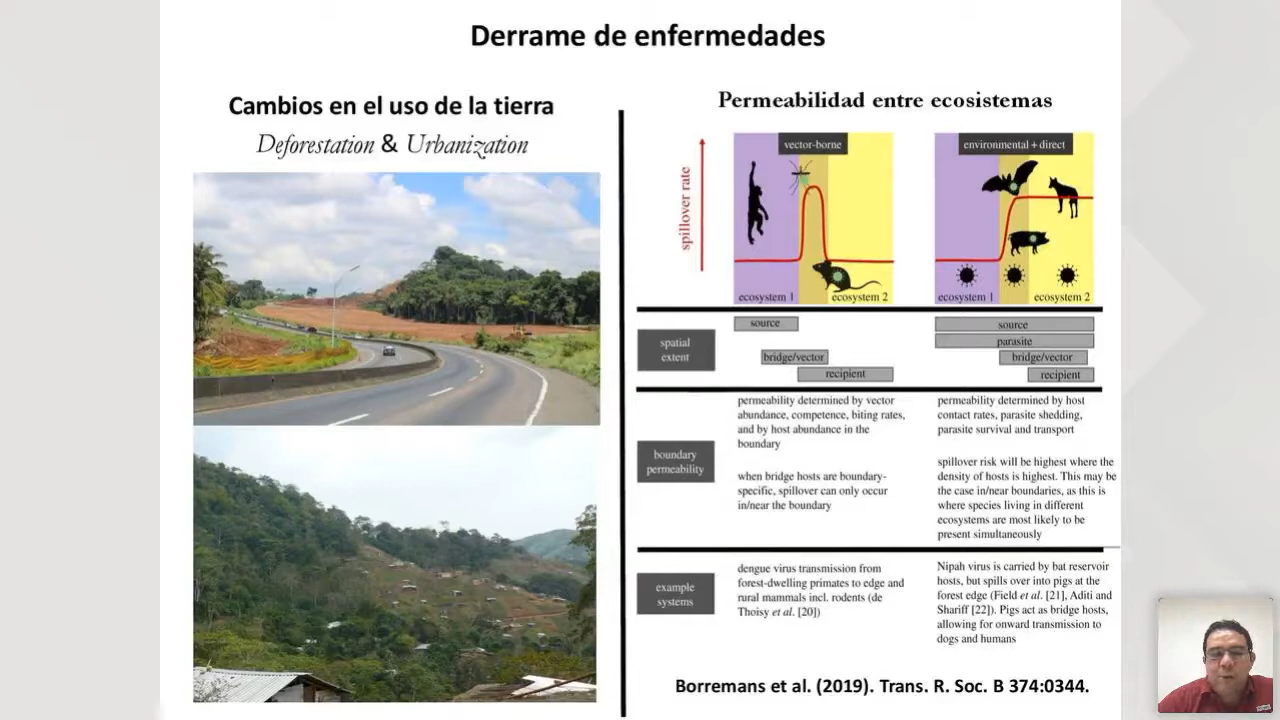 Derrame de enfermedades
Cambios en el uso de la tierra
Deforestation & Urbanization
Permeabilidad entre ecosistemas
spillover rate
vector-borne
ecosystem 1
ecosystem 2
environmental + direct
ecosystem 1
ecosystem 2
spatial
extent
source
bridge/vector
recipient
source
parasite
bridge/vector
recipient
boundary
permeability
permeability determined by vector
abundance, competence, biting rates,
and by host abundance in the
boundary
when bridge hosts are boundary-
specific, spillover can only occur
in/near the boundary
permeability determined by host
contact rates, parasite shedding,
parasite survival and transport
spillover risk will be highest where the
density of hosts is highest. This may be
the case in/near boundaries, as this is
where species living in different
ecosystems are most likely to be
present simultaneously
example
systems
dengue virus transmission from
forest-dwelling primates to edge and
rural mammals incl. rodents (de
Thoisy et al. [20])
Nipah virus is carried by bat reservoir
hosts, but spills over into pigs at the
forest edge (Field et al. [21], Aditi and
Shariff [22]). Pigs act as bridge hosts,
allowing for onward transmission to
dogs and humans
Borremans et al. (2019). Trans. R. Soc. B 374:0344.